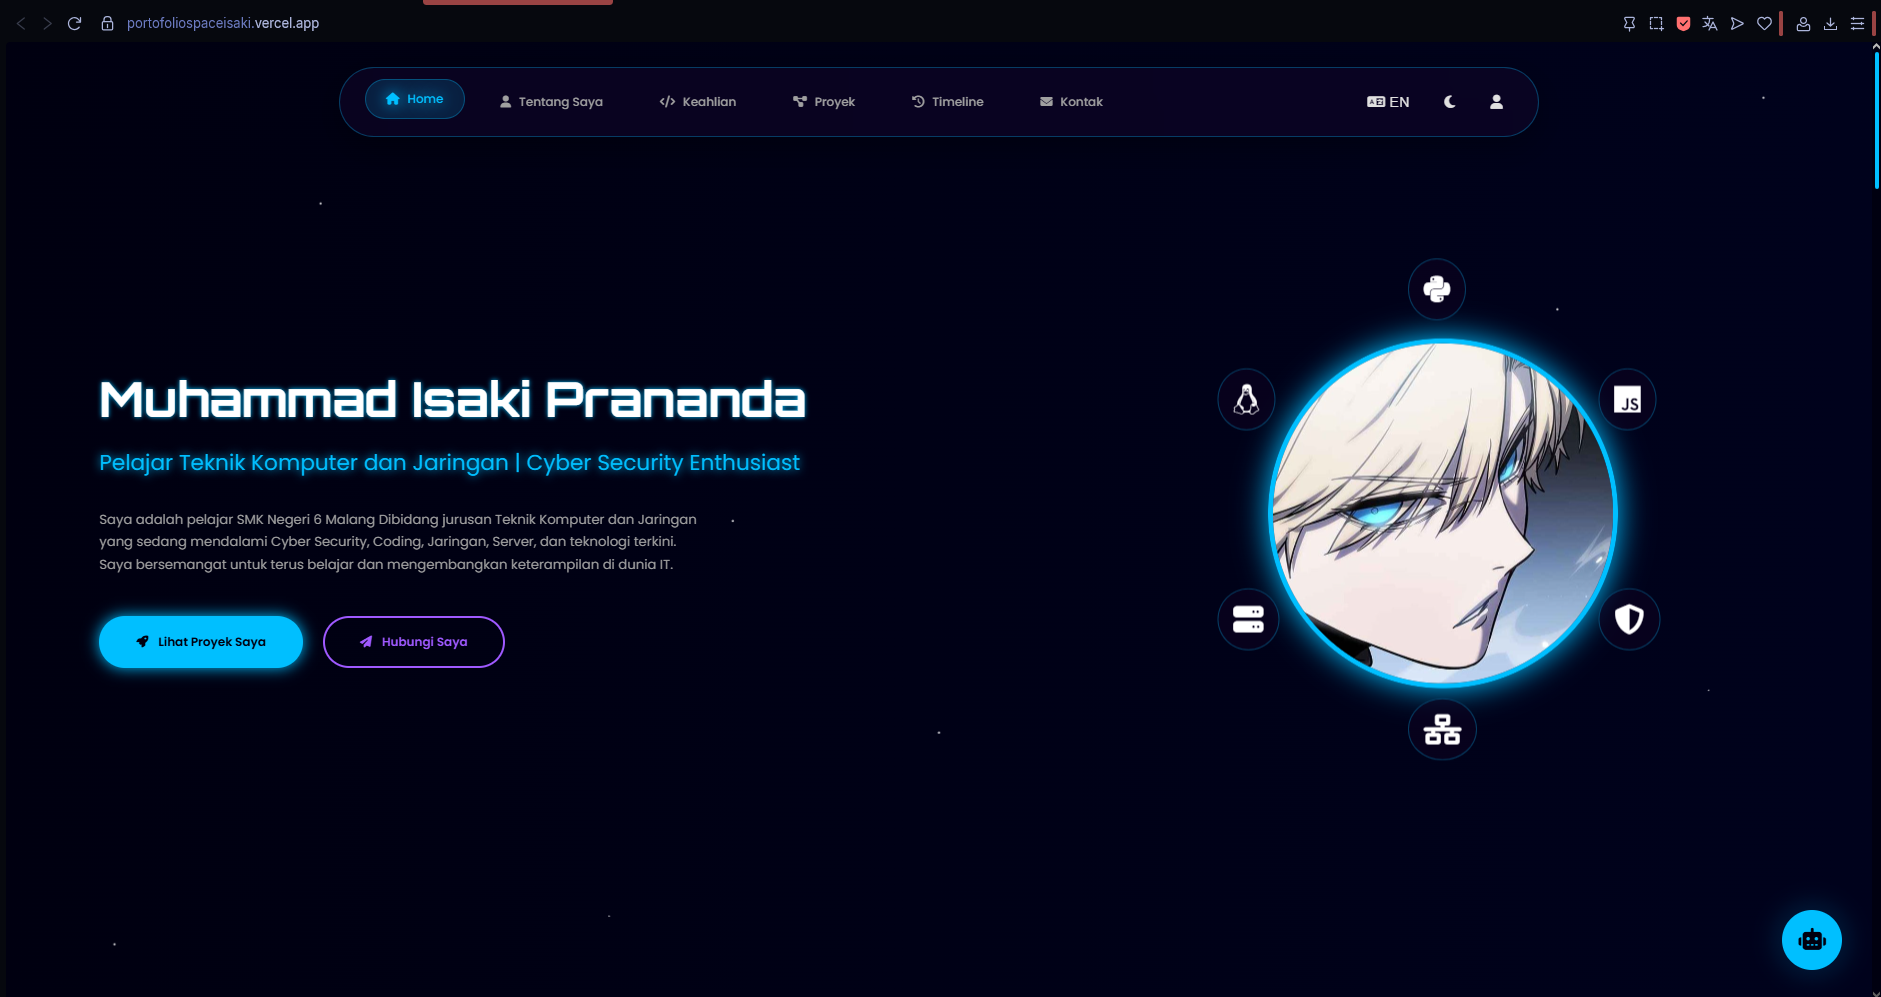 portofoliospaceisaki.vercel.app
Home
Tentang Saya
Keahlian
Proyek
Timeline
Kontak
EN
Muhammad Isaki Prananda
Pelajar Teknik Komputer dan Jaringan | Cyber Security Enthusiast
Saya adalah pelajar SMK Negeri 6 Malang Dibidang jurusan Teknik Komputer dan Jaringan
yang sedang mendalami Cyber Security, Coding, Jaringan, Server, dan teknologi terkini.
Saya bersemangat untuk terus belajar dan mengembangkan keterampilan di dunia IT.
Lihat Proyek Saya
Hubungi Saya
JS